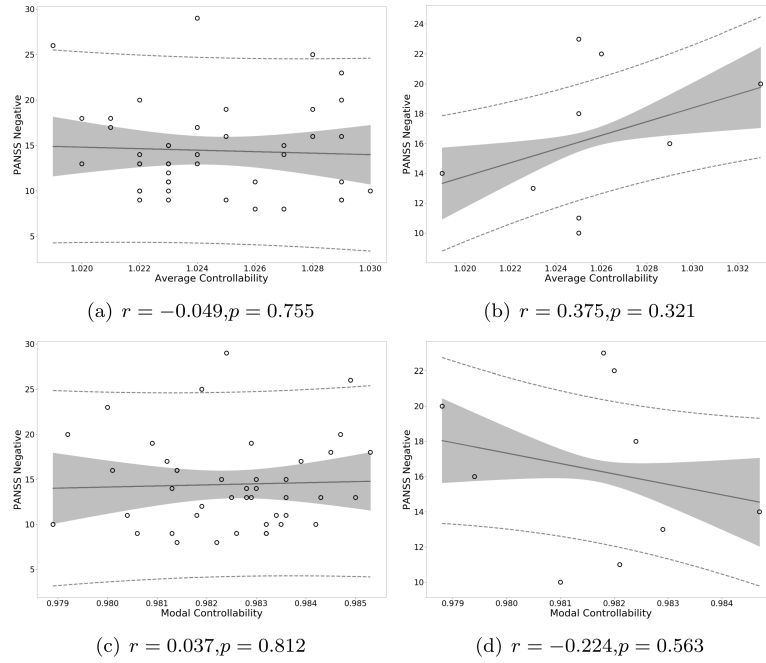 30
25
20
15
10
5
PANSS Negative
1.020 1.022 1.024 1.026 1.028 1.030
Average Controllability
(a) r = −0.049,p = 0.755
24
22
20
18
16
14
12
10
PANSS Negative
1.020 1.022 1.024 1.026 1.028 1.030 1.032
Average Controllability
(b) r = 0.375,p = 0.321
30
25
20
15
10
5
PANSS Negative
0.979 0.980 0.981 0.982 0.983 0.984 0.985
Modal Controllability
(c) r = 0.037,p = 0.812
22
20
18
16
14
12
10
PANSS Negative
0.979 0.980 0.981 0.982 0.983 0.984
Modal Controllability
(d) r = −0.224,p = 0.563